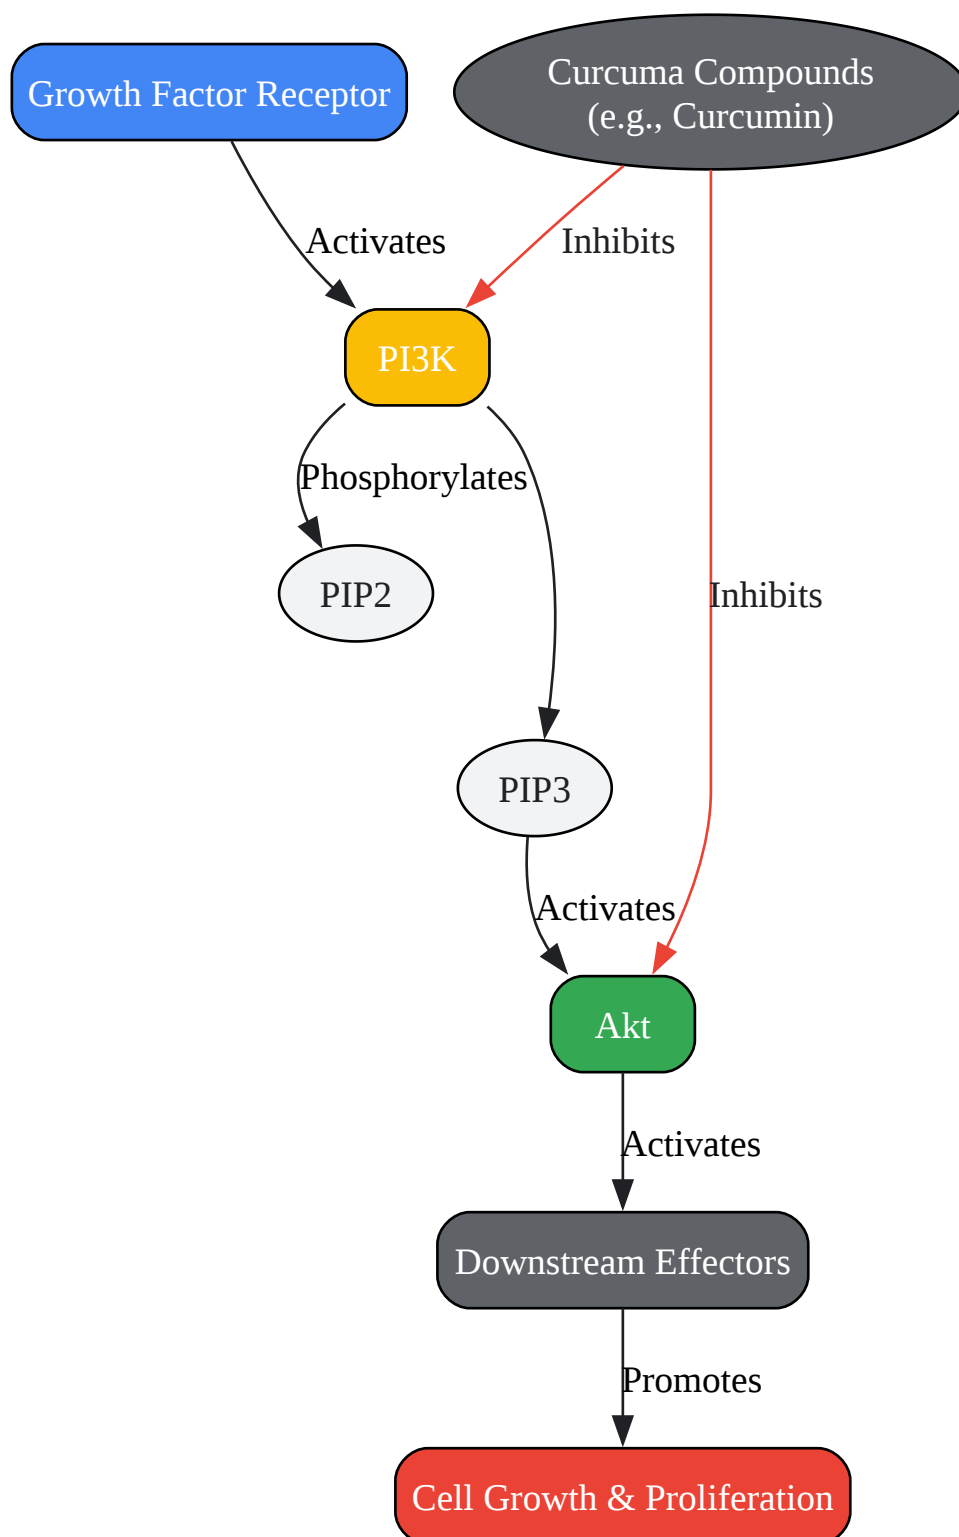 Growth Factor Receptor
Curcuma Compounds
(e.g., Curcumin)
Activates
Inhibits
PI3K
Phosphorylates
PIP2
Inhibits
PIP3
Activates
Akt
Activates
Downstream Effectors
Promotes
Cell Growth & Proliferation